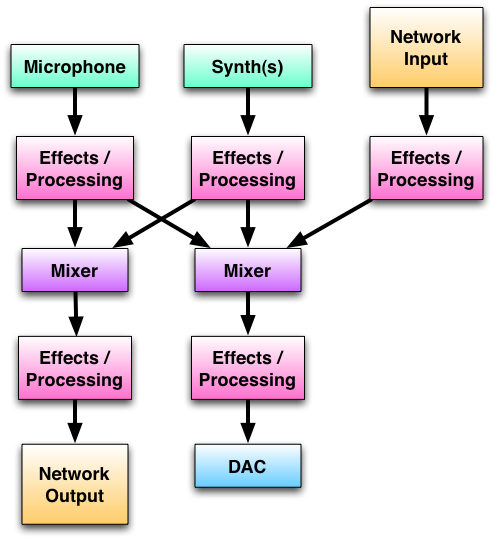 Network
Input
Microphone
Synth(s)
Effects /
Processing
Effects /
Processing
Effects /
Processing
Mixer
Mixer
Effects /
Processing
Effects /
Processing
Network
Output
DAC